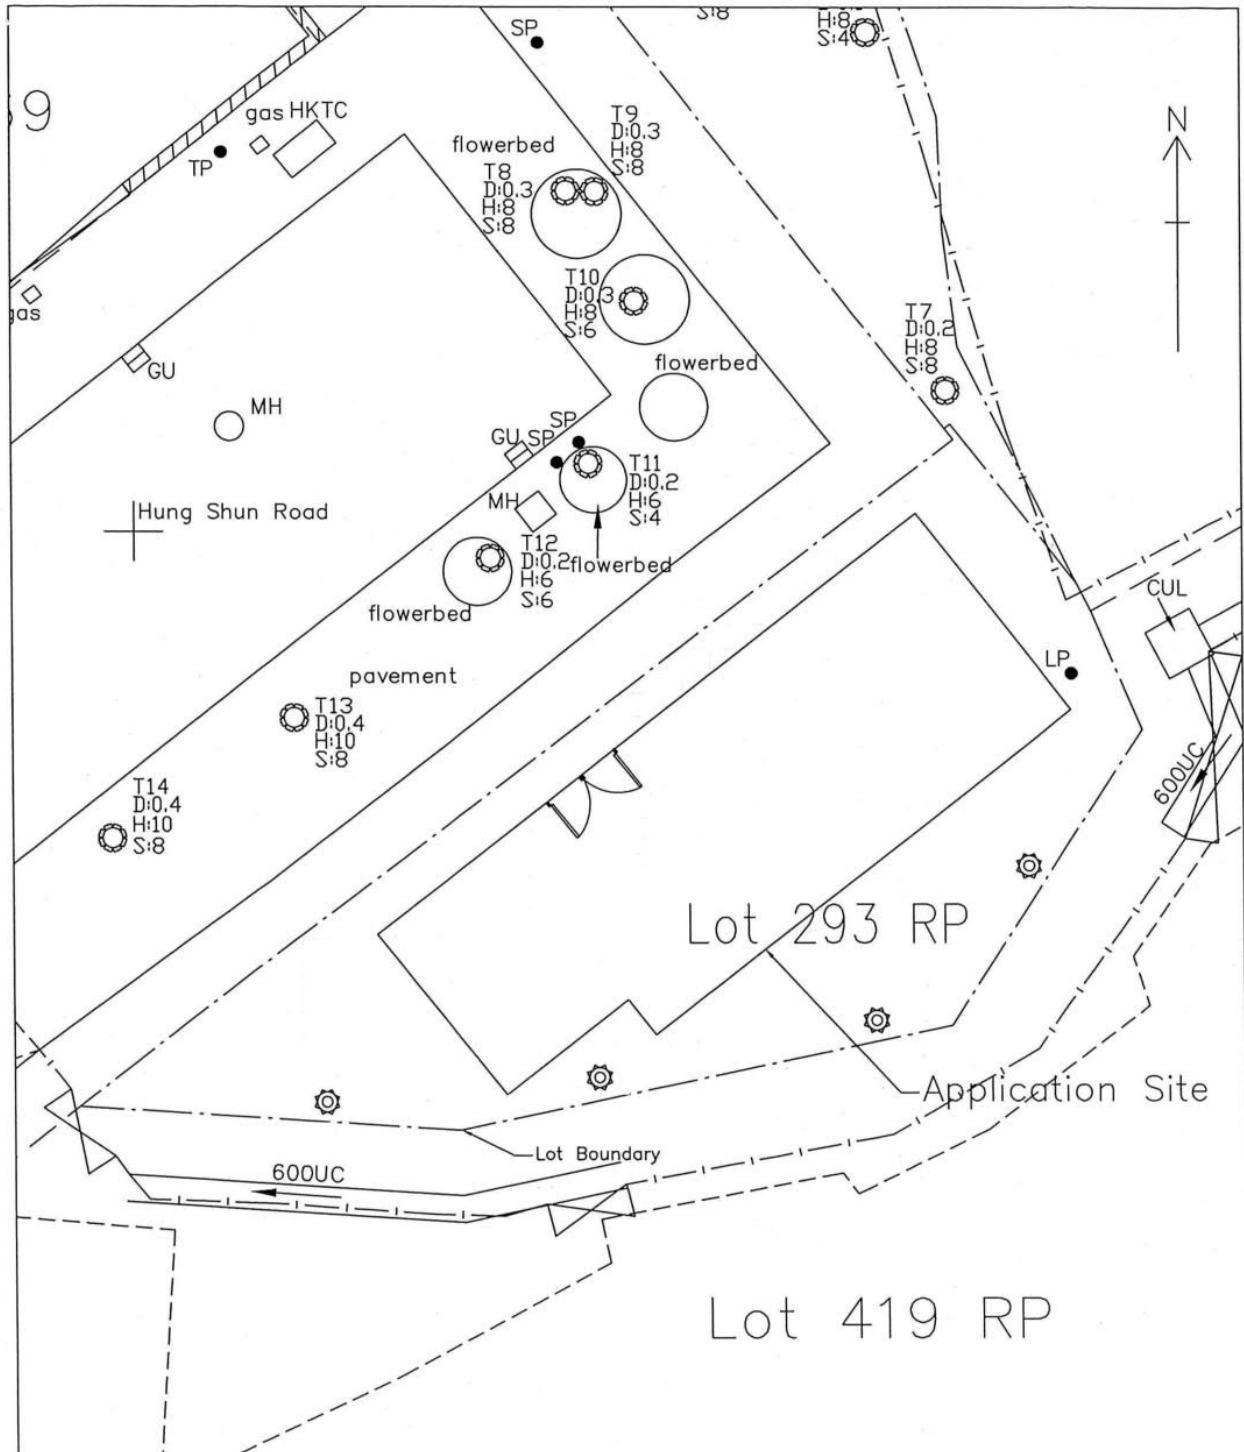 SP
S:8
H:8
S:4
9
gas HKTC
TP
flowerbed
T9
D:0.3
H:8
S:8
T8
D:0.3
H:8
S:8
N
T10
D:0.3
H:8
S:6
gas
T7
D:0.2
H:8
S:8
GU
flowerbed
MH
SP
GU SP
T11
D:0.2
H:6
S:4
MH
Hung Shun Road
T12
D:0.2
H:6
S:6
flowerbed
flowerbed
CUL
LP
pavement
T13
D:0.4
H:10
S:8
600UC
T14
D:0.4
H:10
S:8
Lot 293 RP
Application Site
Lot Boundary
600UC
Lot 419 RP